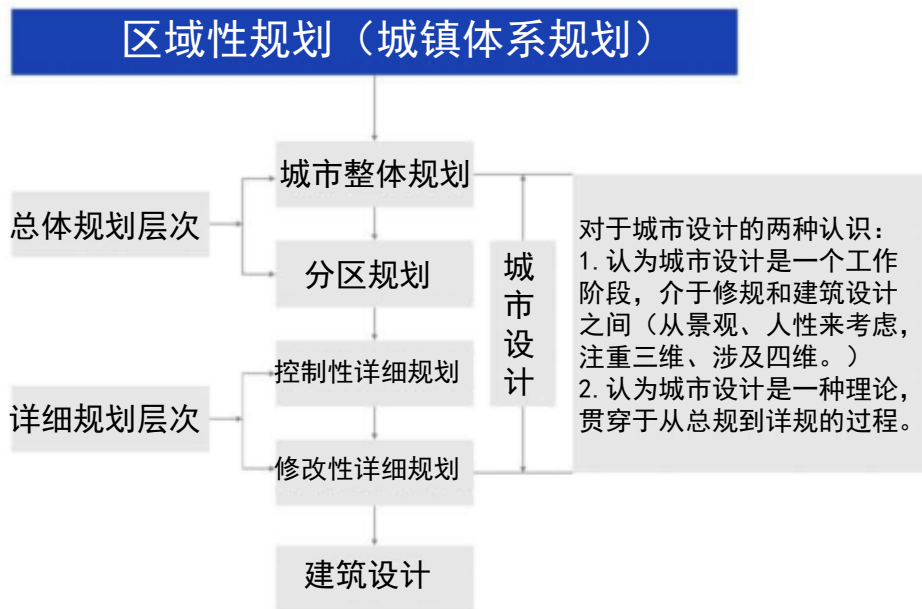 区域性规划（城镇体系规划）
城市整体规划
总体规划层次
分区规划
控制性详细规划
详细规划层次
修改性详细规划
建筑设计
城
市
设
计
对于城市设计的两种认识：
1.认为城市设计是一个工作
阶段，介于修规和建筑设计
之间（从景观、人性来考虑，
注重三维、涉及四维。）
2.认为城市设计是一种理论，
贯穿于从总规到详规的过程。